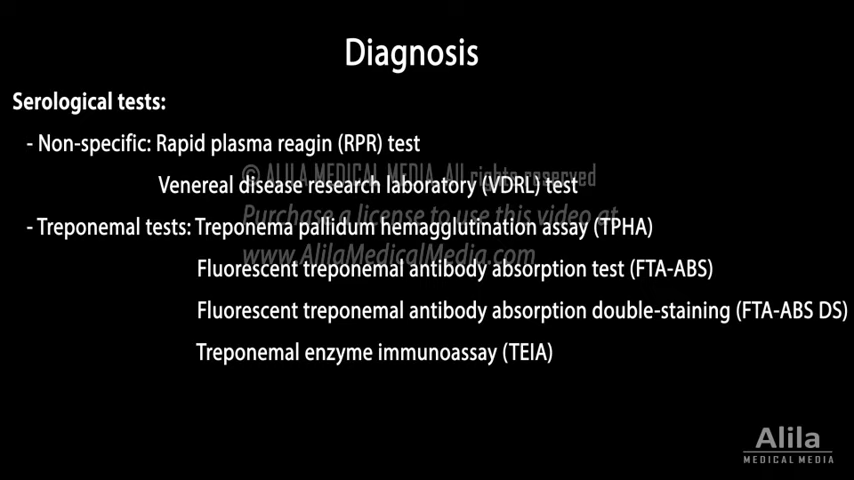 Diagnosis
Serological tests:
- Non-specific: Rapid plasma reagin (RPR) test
© ALILA MEDICAL MEDIA. All rights reserved
Venereal disease research laboratory (VDRL) test
Purchase a license to use this video at
- Treponemal tests: Treponema pallidum hemagglutination assay (TPHA)
www.AlilaMedicalMedia.com
Fluorescent treponemal antibody absorption test (FTA-ABS)
Fluorescent treponemal antibody absorption double-staining (FTA-ABS DS)
Treponemal enzyme immunoassay (TEIA)
Alila
MEDICAL MEDIA